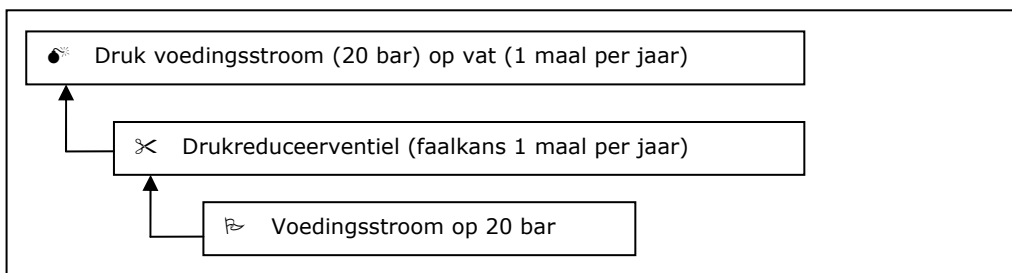 Druk voedingsstroom (20 bar) op vat (1 maal per jaar)
Drukreduceerventiel (faalkans 1 maal per jaar)
Voedingsstroom op 20 bar